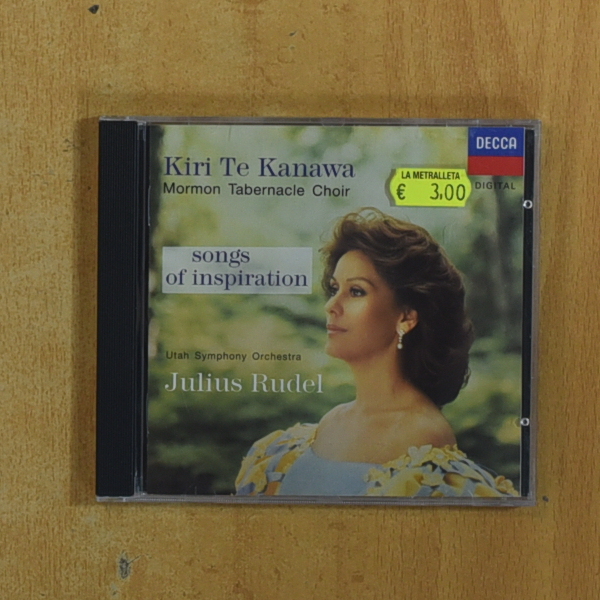 DECCA
Kiri Te Kanawa
Mormon Tabernacle Choir
LA METRALLETA
€ 3,00
DIGITAL
songs
of inspiration
Utah Symphony Orchestra
Julius Rudel